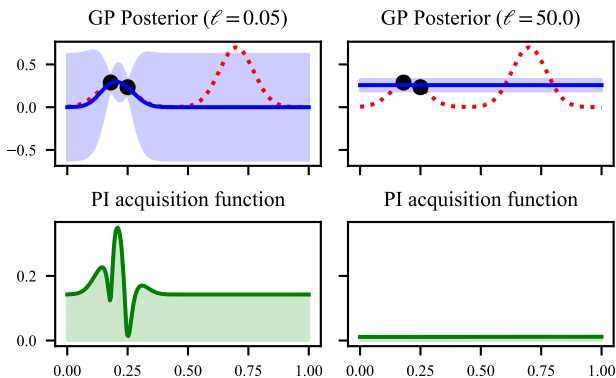 GP Posterior (ℓ = 0.05)
GP Posterior (ℓ = 50.0)
0.5
0.0
−0.5
PI acquisition function
PI acquisition function
0.2
0.0
0.00 0.25 0.50 0.75 1.00
0.00 0.25 0.50 0.75 1.00